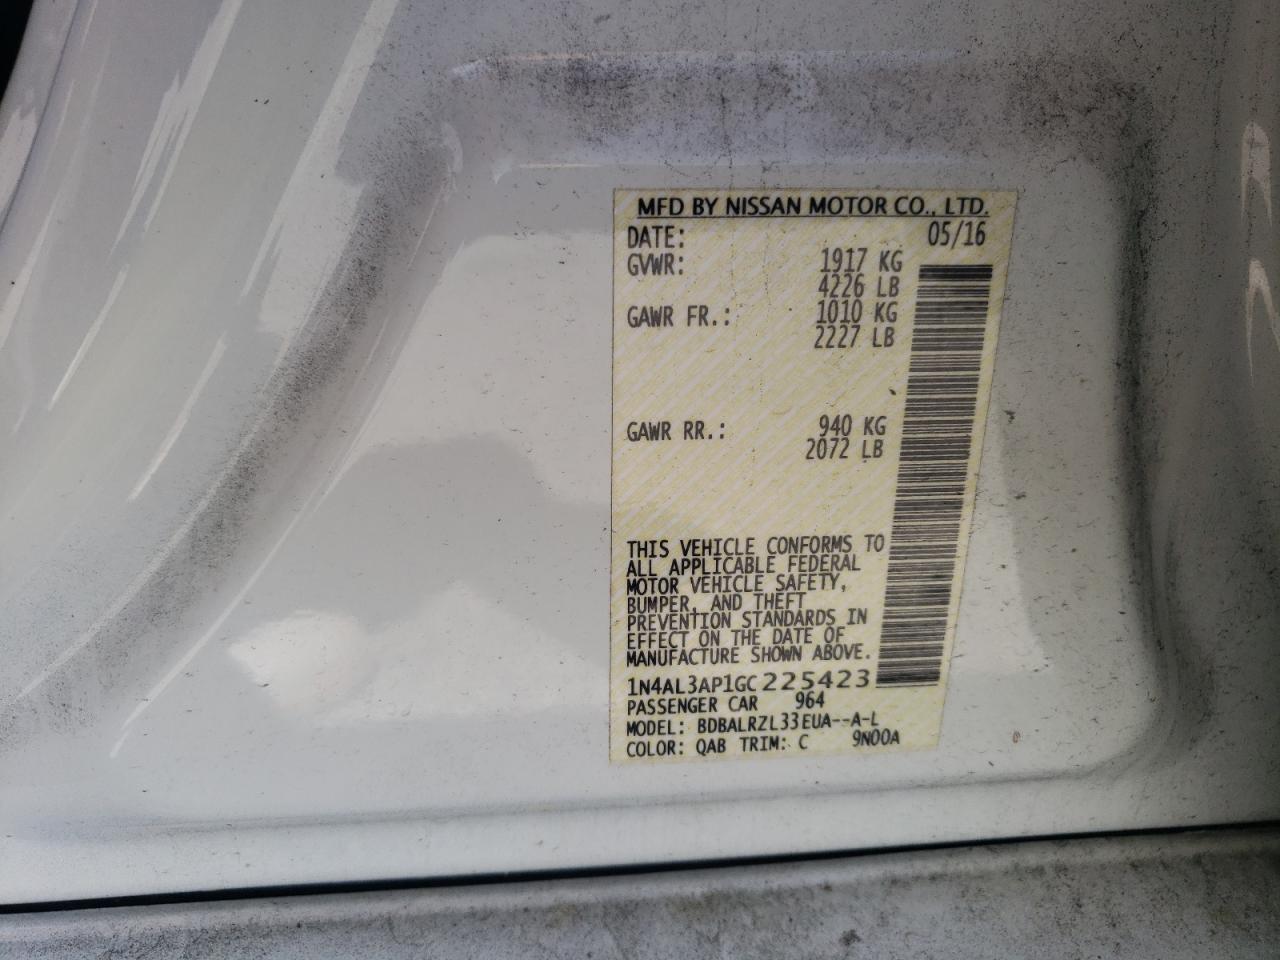 MFD BY NISSAN MOTOR CO., LTD.
DATE: 05/16
GVWR: 1917 KG
4226 LB
GAWR FR.: 1010 KG
2227 LB
GAWR RR.: 940 KG
2072 LB
THIS VEHICLE CONFORMS TO
ALL APPLICABLE FEDERAL
MOTOR VEHICLE SAFETY,
BUMPER, AND THEFT
PREVENTION STANDARDS IN
EFFECT ON THE DATE OF
MANUFACTURE SHOWN ABOVE.
1N4AL3AP1GC225423
PASSENGER CAR 964
MODEL: BDBALRZL33EUA--A-L
COLOR: QAB TRIM: C 9N00A